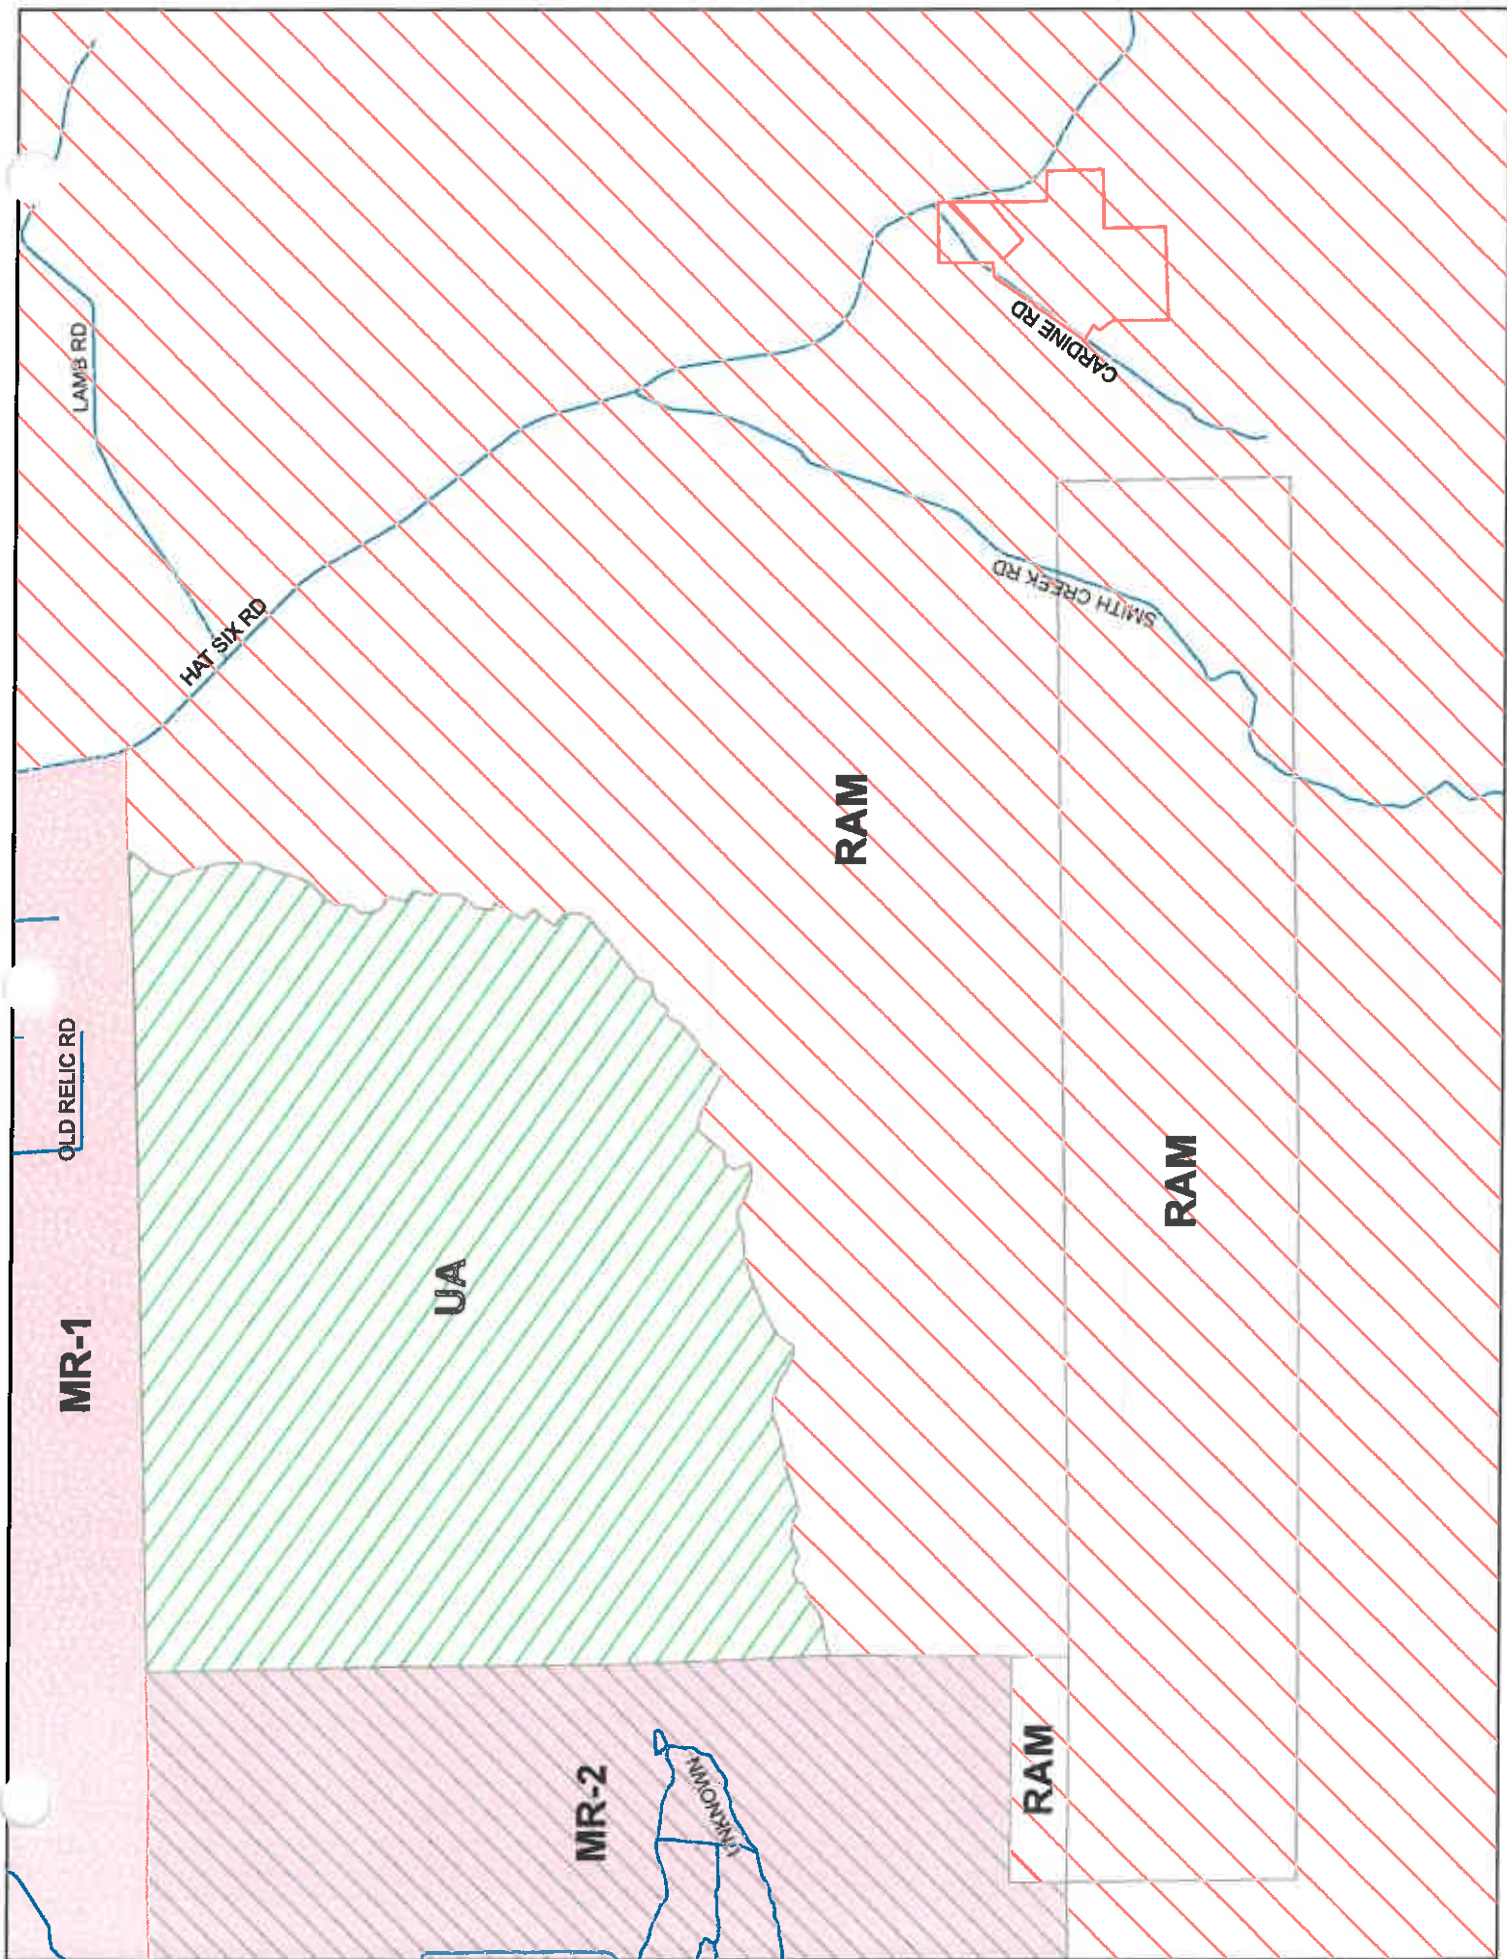 LAMB RD
HAT SIX RD
CARDINE RD
SMITH CREEK RD
RAM
OLD RELIC RD
RAM
UA
MR-1
RAM
MR-2
UNKNOWN